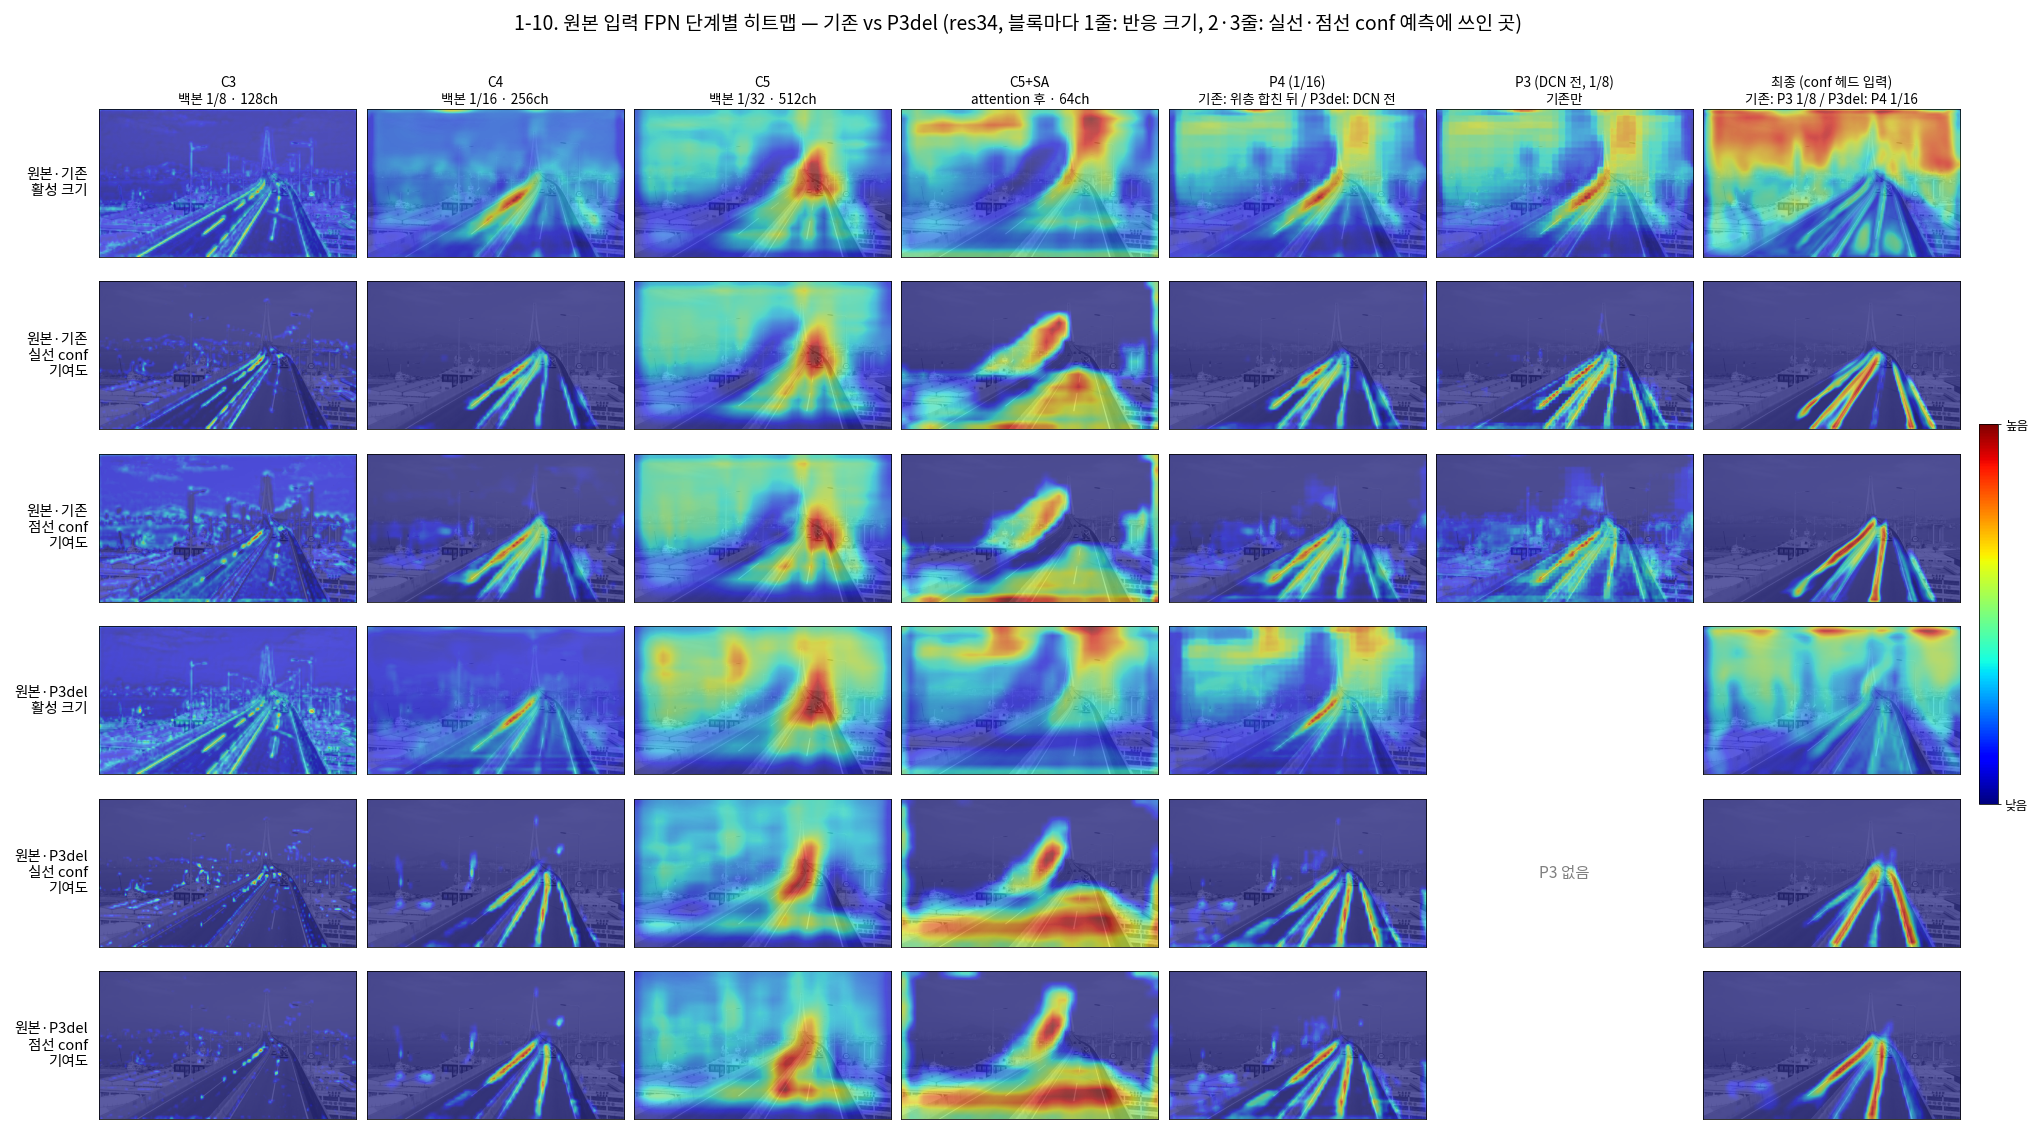 1-10. 원본 입력 FPN 단계별 히트맵 — 기존 vs P3del (res34, 블록마다 1줄: 반응 크기, 2·3줄: 실선·점선 conf 예측에 쓰인 곳)
C3
백본 1/8 · 128ch
C4
백본 1/16 · 256ch
C5
백본 1/32 · 512ch
C5+SA
attention 후 · 64ch
P4 (1/16)
기존: 위층 합친 뒤 / P3del: DCN 전
P3 (DCN 전, 1/8)
기존만
최종 (conf 헤드 입력)
기존: P3 1/8 / P3del: P4 1/16
원본·기존
활성 크기
원본·기존
실선 conf
기여도
원본·기존
점선 conf
기여도
원본·P3del
활성 크기
원본·P3del
실선 conf
기여도
P3 없음
원본·P3del
점선 conf
기여도
높음
낮음